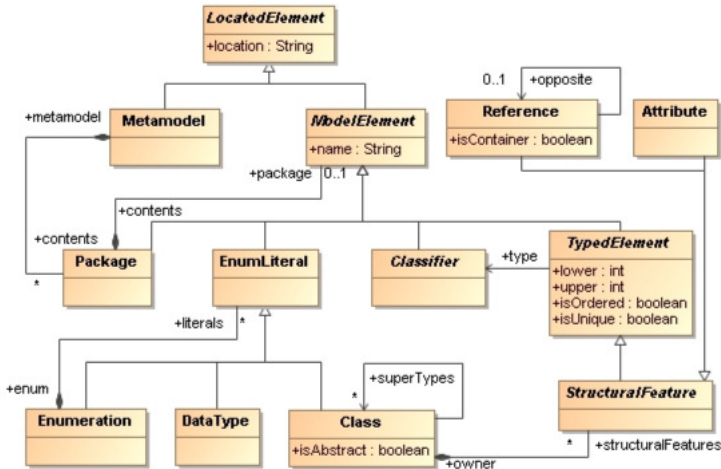 LocatedElement
+location : String
+metamodel
Metamodel
ModelElement
+name : String
0..1
+opposite
Reference
+isContainer : boolean
Attribute
+package
0..1
+contents
+contents
*
Package
EnumLiteral
Classifier
+type
TypedElement
+lower : int
+upper : int
+isOrdered : boolean
+isUnique : boolean
+literals
*
+enum
+superTypes
*
Enumeration
DataType
Class
+isAbstract : boolean
+owner
StructuralFeature
*
+structuralFeatures